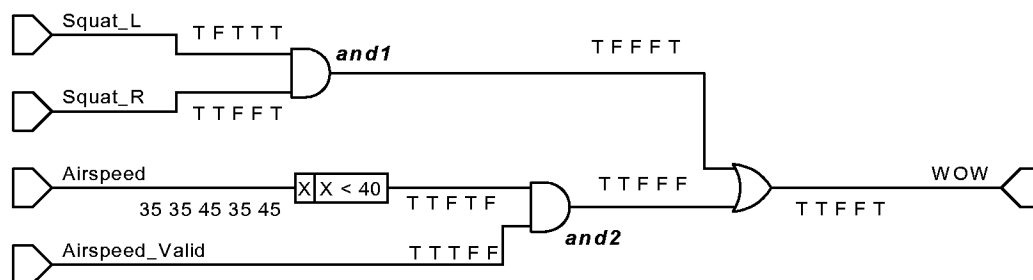 Squat_L
T F T T T
and1
T F F F T
Squat_R
T T F F T
Airspeed
X X < 40
35 35 45 35 45
T T F T F
T T F F F
WOW
T T F F T
and2
Airspeed_Valid
T T T F F